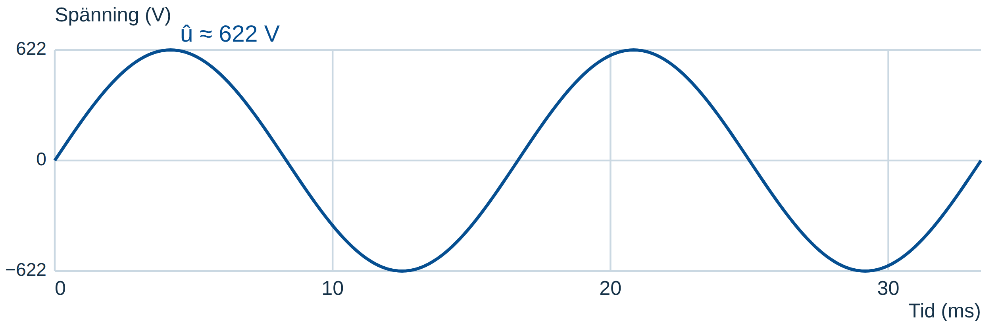 Spänning (V)
û ≈ 622 V
622
0
−622
0 10 20 30
Tid (ms)